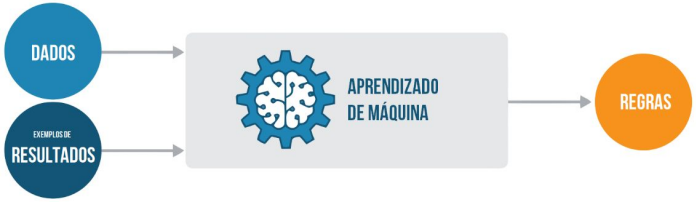 DADOS
EXEMPLOS DE
RESULTADOS
APRENDIZADO
DE MÁQUINA
REGRAS